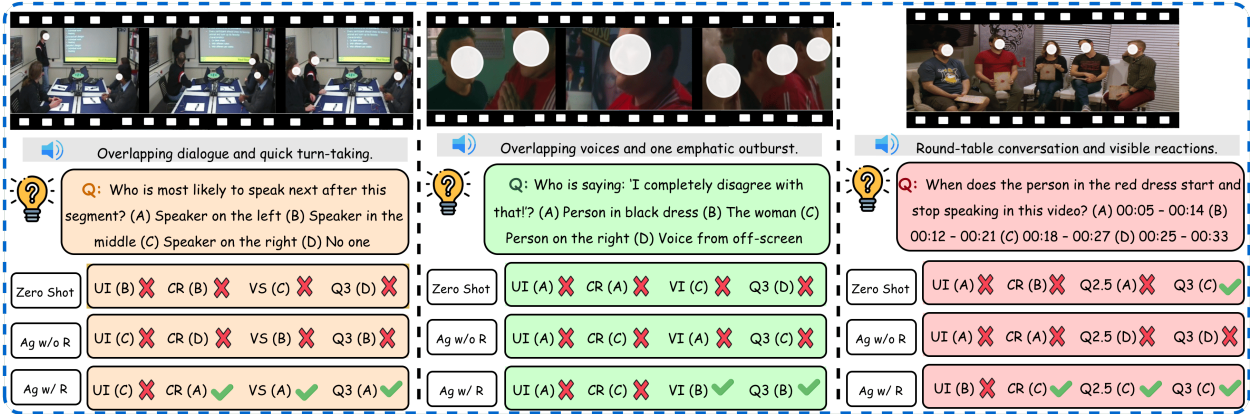 Overlapping dialogue and quick turn-taking.
Q: Who is most likely to speak next after this
segment? (A) Speaker on the left (B) Speaker in the
middle (C) Speaker on the right (D) No one
Zero Shot UI (B) CR (B) VS (C) Q3 (D)
Ag w/o R UI (C) CR (D) VS (B) Q3 (B)
Ag w/ R UI (C) CR (A) VS (A) Q3 (A)
Overlapping voices and one emphatic outburst.
Q: Who is saying: 'I completely disagree with
that!'? (A) Person in black dress (B) The woman (C)
Person on the right (D) Voice from off-screen
Zero Shot UI (A) CR (A) VI (C) Q3 (D)
Ag w/o R UI (A) CR (C) VI (C) Q3 (C)
Ag w/ R UI (A) CR (C) VI (B) Q3 (B)
Round-table conversation and visible reactions.
Q: When does the person in the red dress start and
stop speaking in this video? (A) 00:05 – 00:14 (B)
00:12 – 00:21 (C) 00:18 – 00:27 (D) 00:25 – 00:33
Zero Shot UI (A) CR (B) Q2.5 (A) Q3 (C)
Ag w/o R UI (A) CR (A) Q2.5 (D) Q3 (D)
Ag w/ R UI (B) CR (C) Q2.5 (C) Q3 (C)